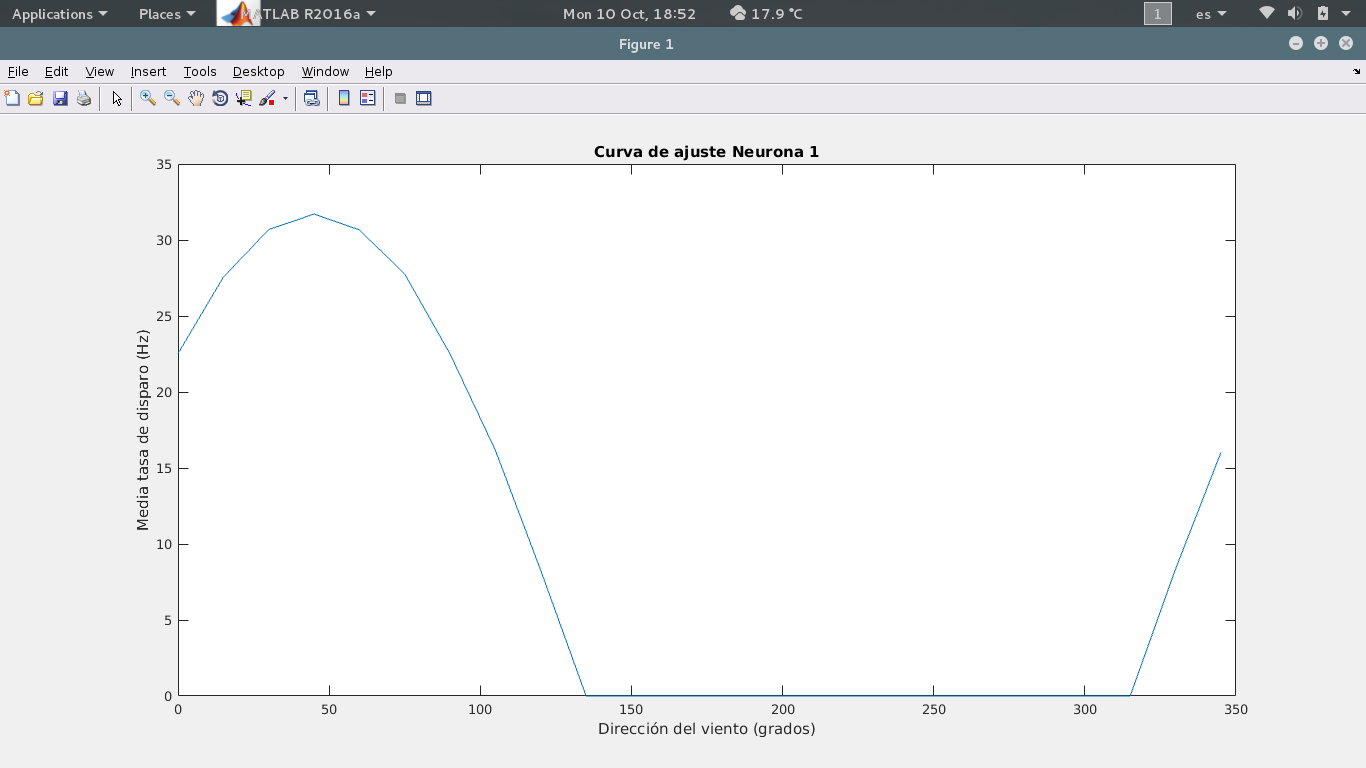 Applications Places MATLAB R2016a Mon 10 Oct, 18:52 17.9 °C 1 es
Figure 1
File Edit View Insert Tools Desktop Window Help
Curva de ajuste Neurona 1
35
30
25
20
15
10
5
0
Media tasa de disparo (Hz)
0 50 100 150 200 250 300 350
Dirección del viento (grados)